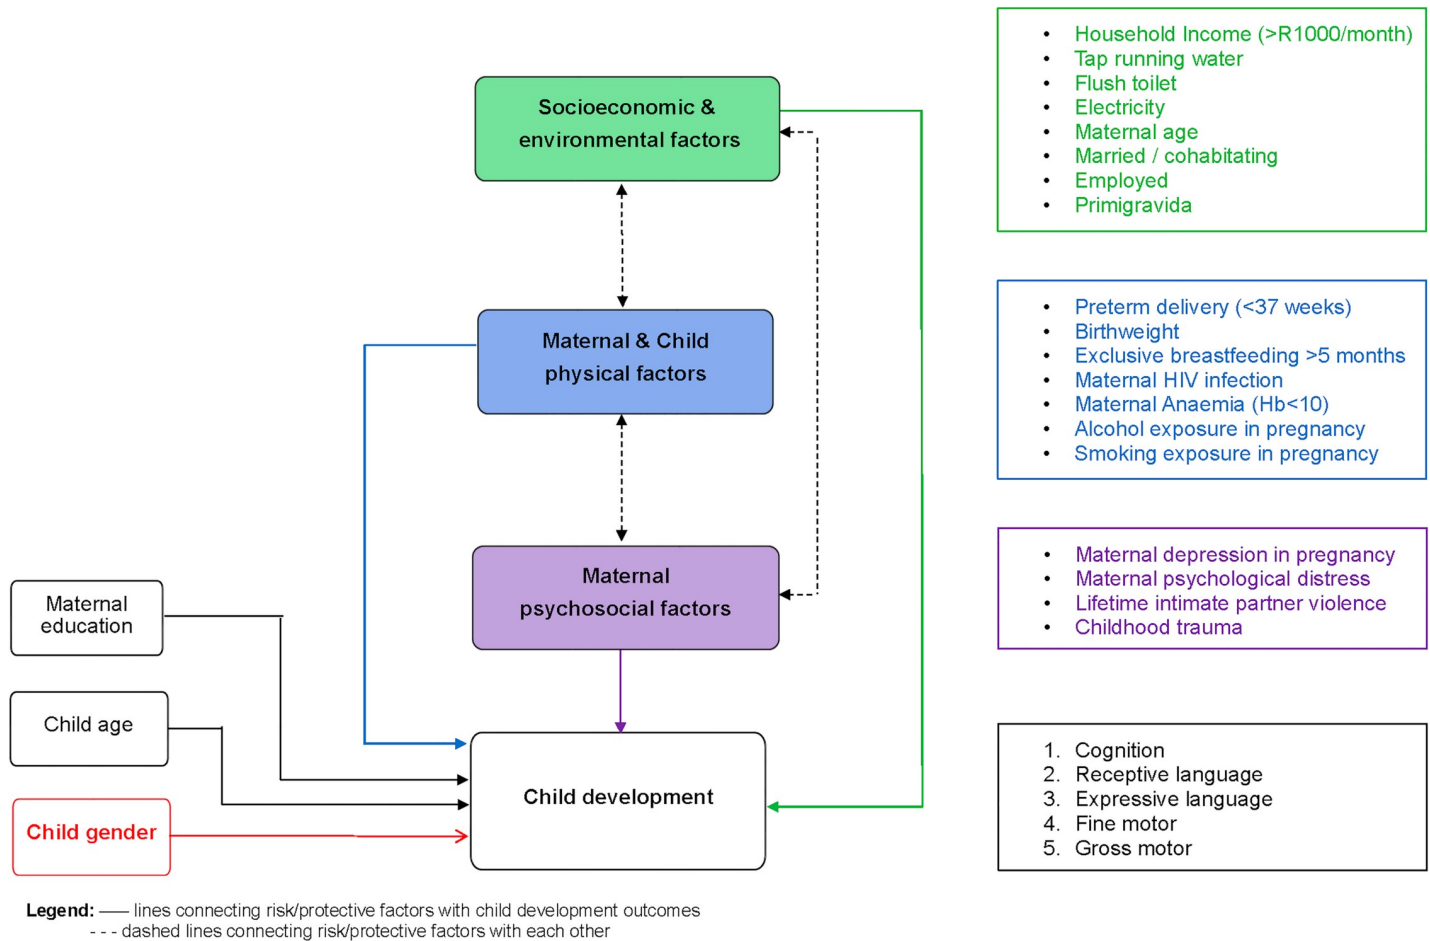 Socioeconomic &
environmental factors
Maternal & Child
physical factors
Maternal
psychosocial factors
Maternal
education
Child age
Child gender
Child development
• Household Income (>R1000/month)
• Tap running water
• Flush toilet
• Electricity
• Maternal age
• Married / cohabitating
• Employed
• Primigravida
• Preterm delivery (<37 weeks)
• Birthweight
• Exclusive breastfeeding >5 months
• Maternal HIV infection
• Maternal Anaemia (Hb<10)
• Alcohol exposure in pregnancy
• Smoking exposure in pregnancy
• Maternal depression in pregnancy
• Maternal psychological distress
• Lifetime intimate partner violence
• Childhood trauma
1. Cognition
2. Receptive language
3. Expressive language
4. Fine motor
5. Gross motor
Legend: —— lines connecting risk/protective factors with child development outcomes
- - - dashed lines connecting risk/protective factors with each other